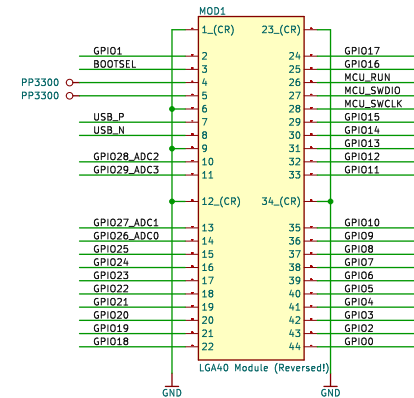 MOD1
1_(CR) 23_(CR)
GPIO1 2 24 GPIO17
BOOTSEL 3 25 GPIO16
PP3300 4 26 MCU_RUN
PP3300 5 27 MCU_SWDIO
6 28 MCU_SWCLK
USB_P 7 29 GPIO15
USB_N 8 30 GPIO14
9 31 GPIO13
GPIO28_ADC2 10 32 GPIO12
GPIO29_ADC3 11 33 GPIO11
12_(CR) 34_(CR)
GPIO27_ADC1 13 35 GPIO10
GPIO26_ADC0 14 36 GPIO9
GPIO25 15 37 GPIO8
GPIO24 16 38 GPIO7
GPIO23 17 39 GPIO6
GPIO22 18 40 GPIO5
GPIO21 19 41 GPIO4
GPIO20 20 42 GPIO3
GPIO19 21 43 GPIO2
GPIO18 22 44 GPIO0
LGA40 Module (Reversed!)
GND GND